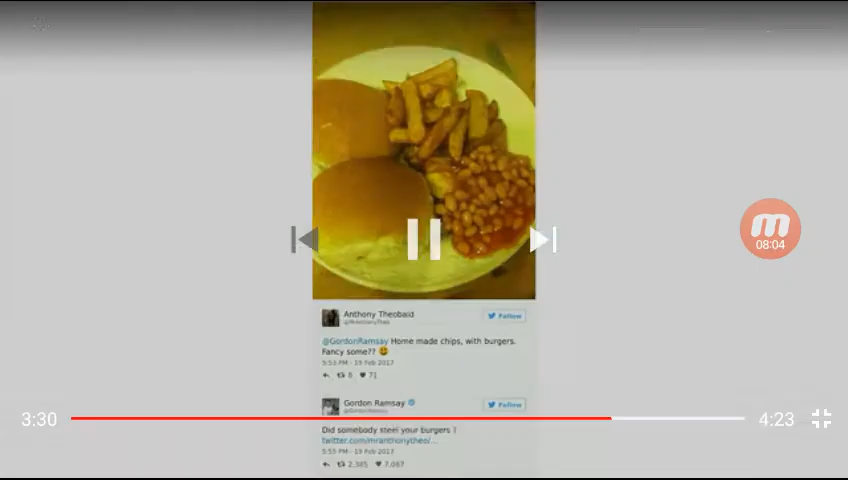 08:04
Anthony Theobald
Follow
@GordonRamsay Home made chips, with burgers.
Fancy some??
5:53 PM - 19 Feb 2017
8 71
Gordon Ramsay
Follow
3:30
4:23
Did somebody steel your burgers ?
twitter.com/mranthonytheo/...
5:55 PM - 19 Feb 2017
2,385 7,087